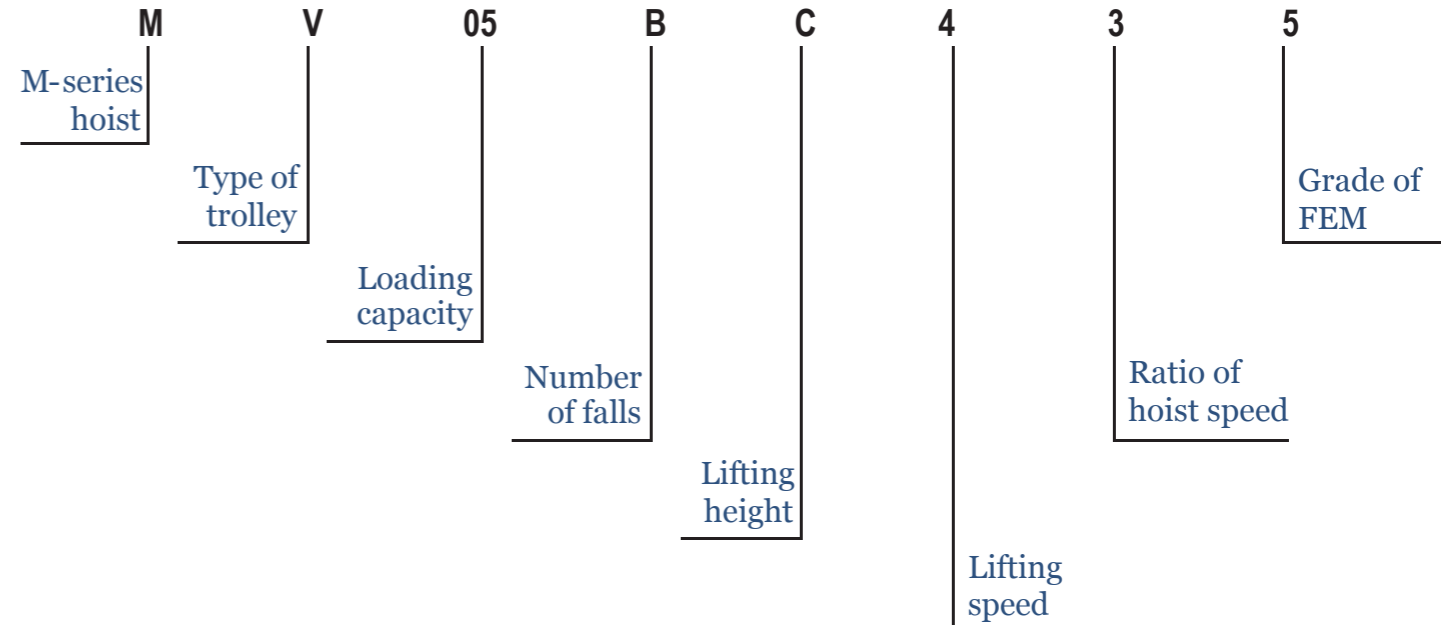 M V 05 B C 4 3 5
M-series
hoist
Type of
trolley
Loading
capacity
Number
of falls
Lifting
height
Lifting
speed
Ratio of
hoist speed
Grade of
FEM